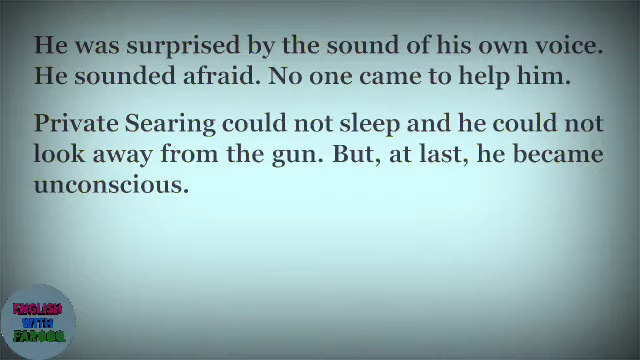 He was surprised by the sound of his own voice.
He sounded afraid. No one came to help him.
Private Searing could not sleep and he could not
look away from the gun. But, at last, he became
unconscious.
ENGLISH
WITH
FAROOQ